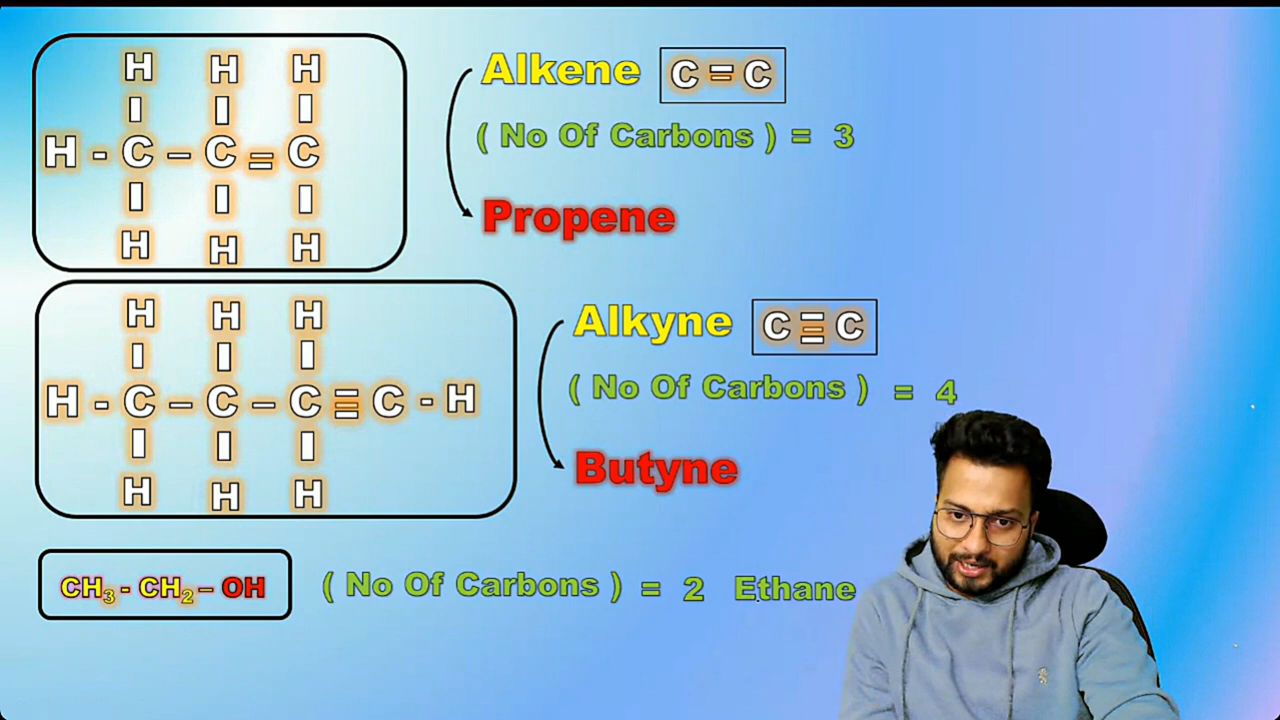 H H H
H - C – C = C
H H H
Alkene C = C
( No Of Carbons ) = 3
Propene
H H H
H - C – C – C ≡ C - H
H H H
Alkyne C ≡ C
( No Of Carbons ) = 4
Butyne
CH₃ - CH₂ – OH ( No Of Carbons ) = 2 Ethane